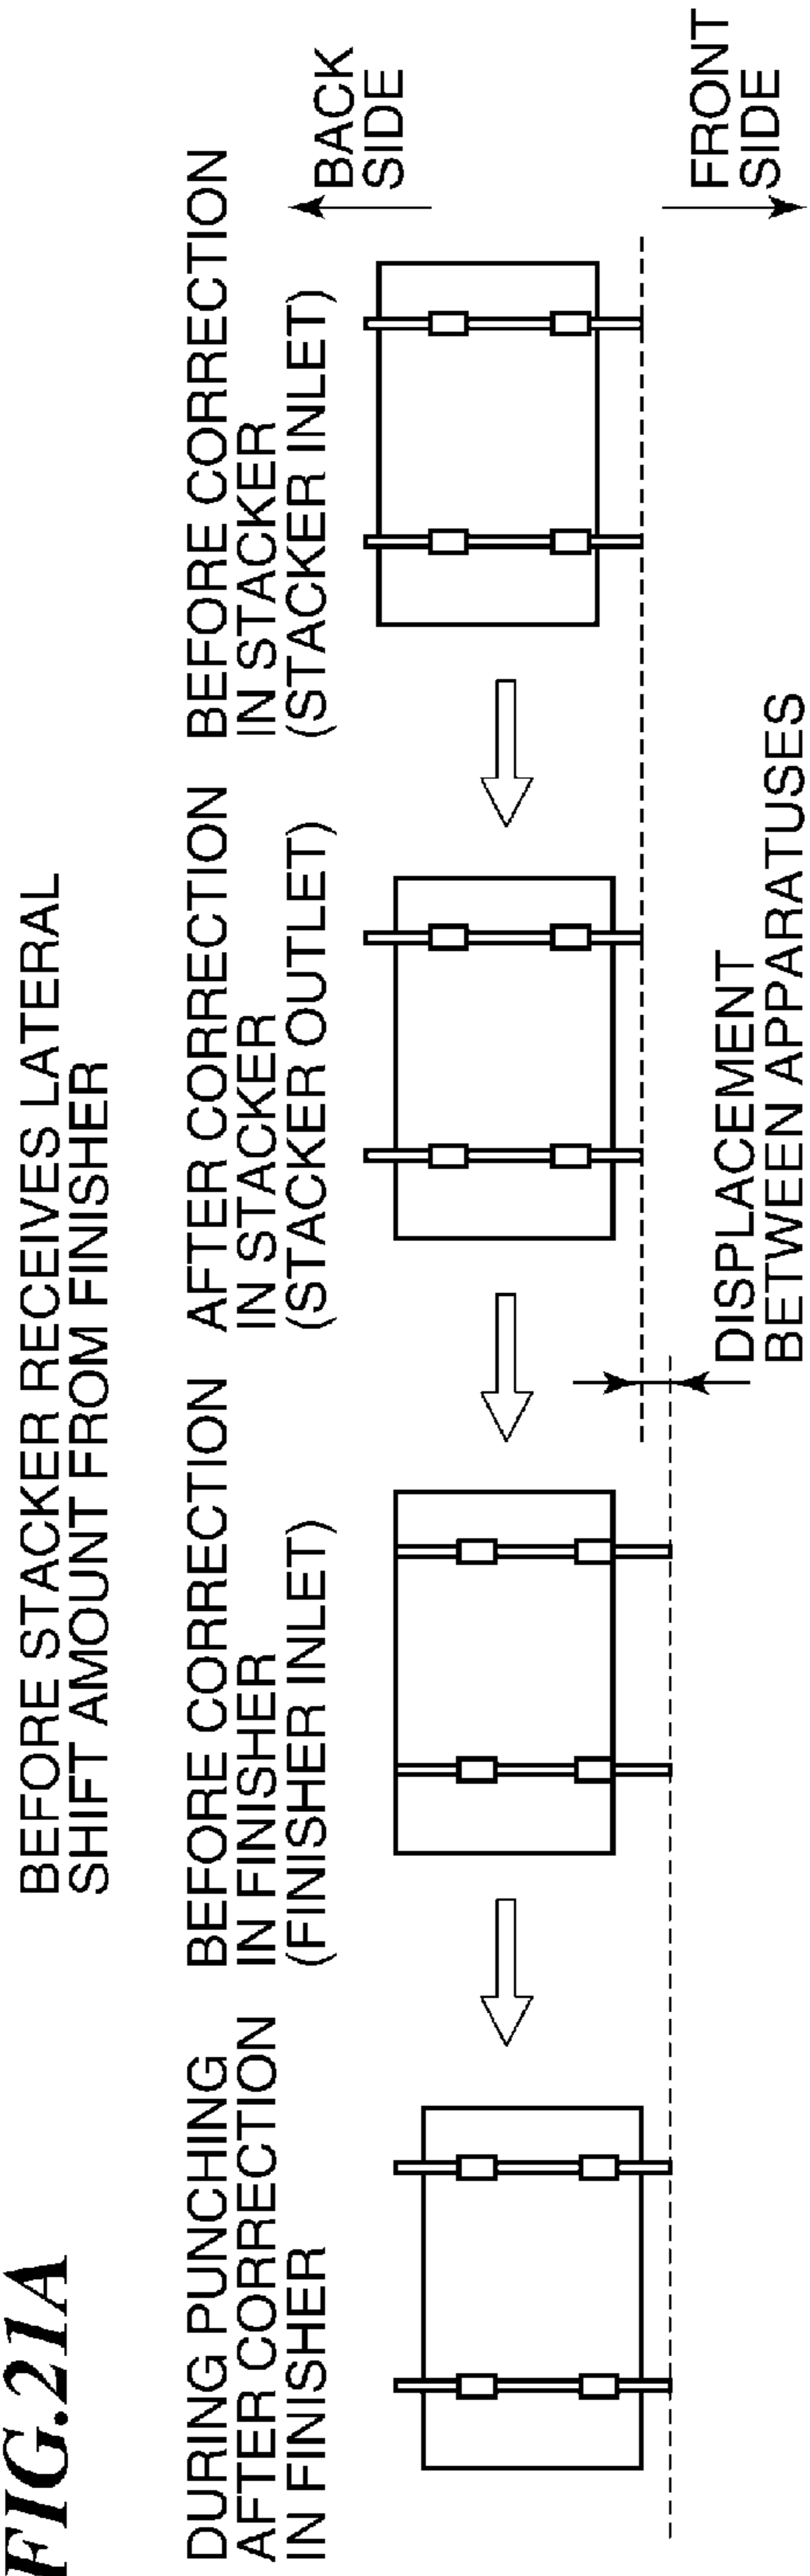 FIG.21A
BEFORE STACKER RECEIVES LATERAL
SHIFT AMOUNT FROM FINISHER
DURING PUNCHING
AFTER CORRECTION
IN FINISHER
BEFORE CORRECTION
IN FINISHER
(FINISHER INLET)
AFTER CORRECTION
IN STACKER
(STACKER OUTLET)
BEFORE CORRECTION
IN STACKER
(STACKER INLET)
BACK
SIDE
FRONT
SIDE
DISPLACEMENT
BETWEEN APPARATUSES